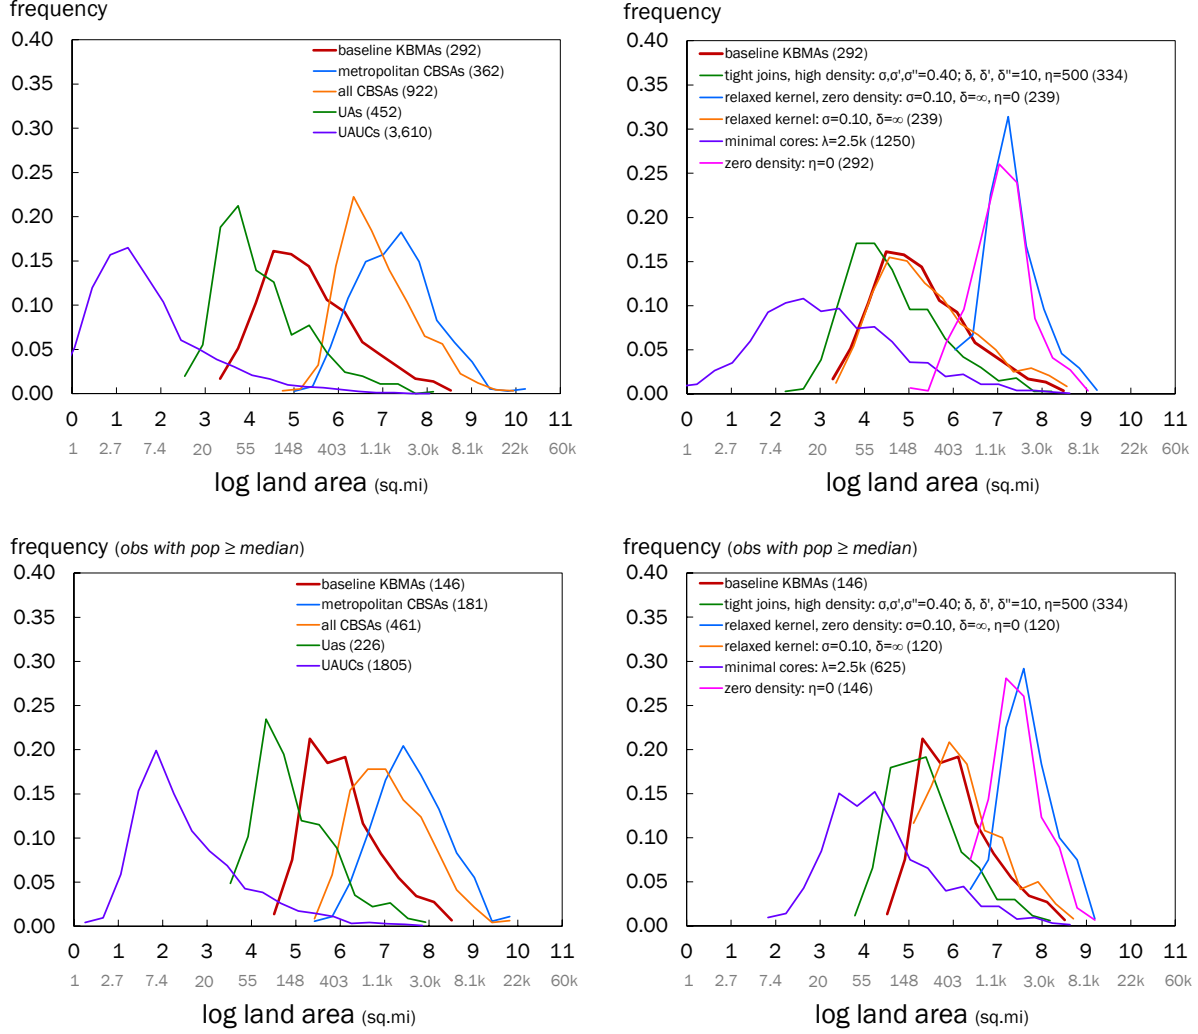 frequency
0.40
0.35
0.30
0.25
0.20
0.15
0.10
0.05
0.00
baseline KBMAs (292)
metropolitan CBSAs (362)
all CBSAs (922)
UAs (452)
UAUCs (3,610)
0 1 2 3 4 5 6 7 8 9 10 11
1 2.7 7.4 20 55 148 403 1.1k 3.0k 8.1k 22k 60k
log land area (sq.mi)
frequency
0.40
0.35
0.30
0.25
0.20
0.15
0.10
0.05
0.00
baseline KBMAs (292)
tight joins, high density: σ,σ',σ"=0.40; δ, δ', δ"=10, η=500 (334)
relaxed kernel, zero density: σ=0.10, δ=∞, η=0 (239)
relaxed kernel: σ=0.10, δ=∞ (239)
minimal cores: λ=2.5k (1250)
zero density: η=0 (292)
0 1 2 3 4 5 6 7 8 9 10 11
1 2.7 7.4 20 55 148 403 1.1k 3.0k 8.1k 22k 60k
log land area (sq.mi)
frequency (obs with pop ≥ median)
0.40
0.35
0.30
0.25
0.20
0.15
0.10
0.05
0.00
baseline KBMAs (146)
metropolitan CBSAs (181)
all CBSAs (461)
Uas (226)
UAUCs (1805)
0 1 2 3 4 5 6 7 8 9 10 11
1 2.7 7.4 20 55 148 403 1.1k 3.0k 8.1k 22k 60k
log land area (sq.mi)
frequency (obs with pop ≥ median)
0.40
0.35
0.30
0.25
0.20
0.15
0.10
0.05
0.00
baseline KBMAs (146)
tight joins, high density: σ,σ',σ"=0.40; δ, δ', δ"=10, η=500 (334)
relaxed kernel, zero density: σ=0.10, δ=∞, η=0 (120)
relaxed kernel: σ=0.10, δ=∞ (120)
minimal cores: λ=2.5k (625)
zero density: η=0 (146)
0 1 2 3 4 5 6 7 8 9 10 11
1 2.7 7.4 20 55 148 403 1.1k 3.0k 8.1k 22k 60k
log land area (sq.mi)